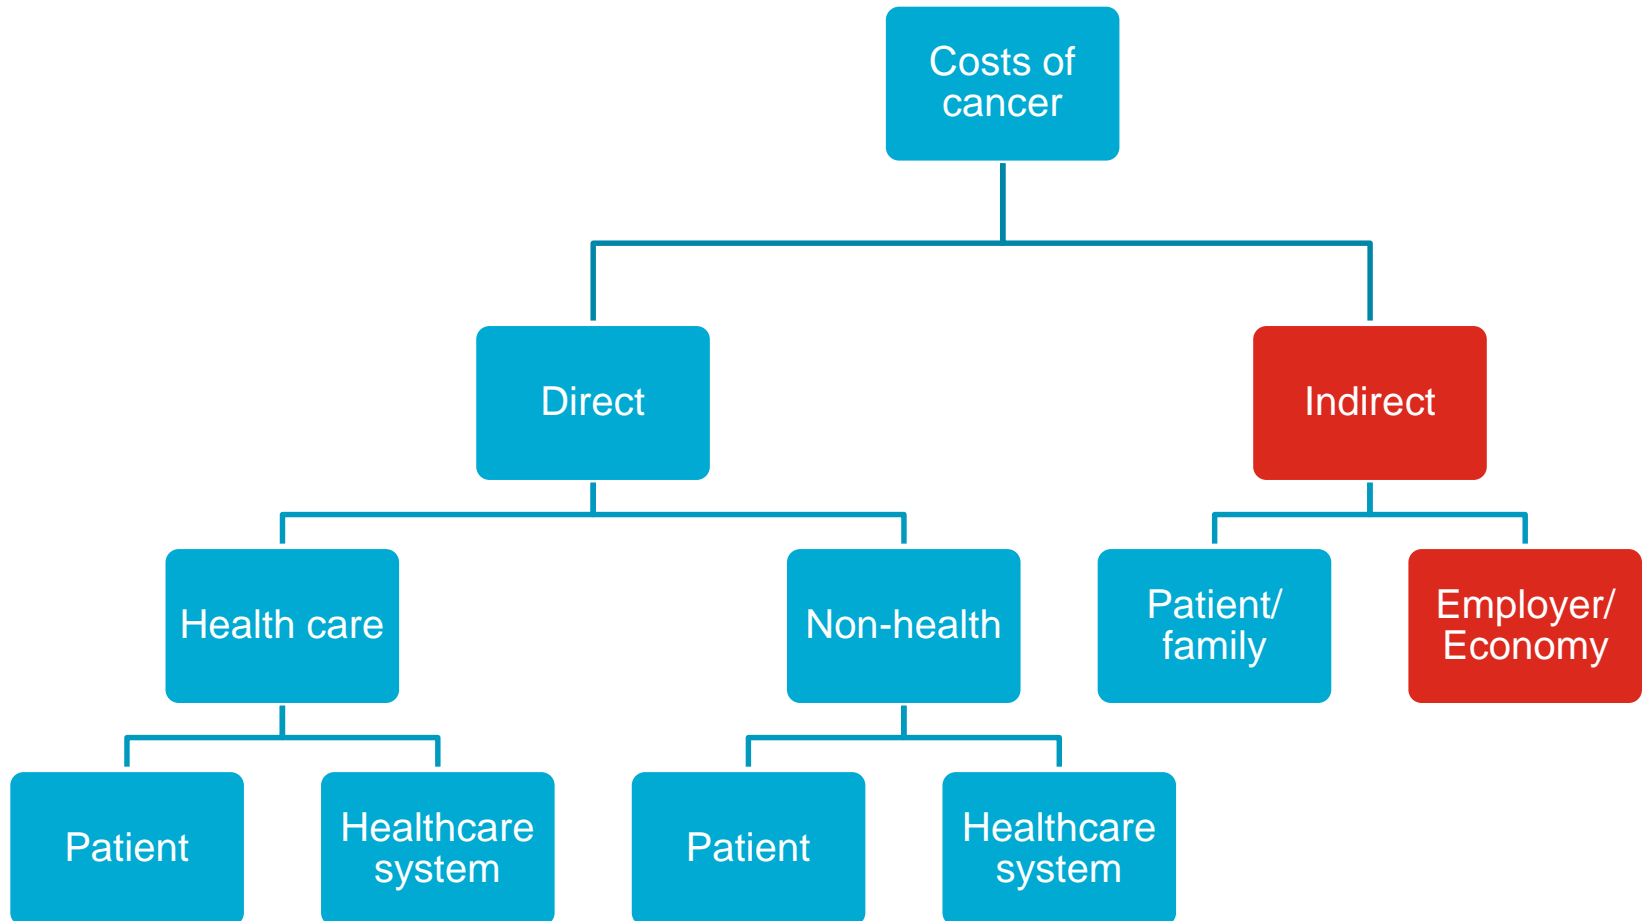 Costs of
cancer
Direct
Indirect
Health care
Non-health
Patient/
family
Employer/
Economy
Patient
Healthcare
system
Patient
Healthcare
system